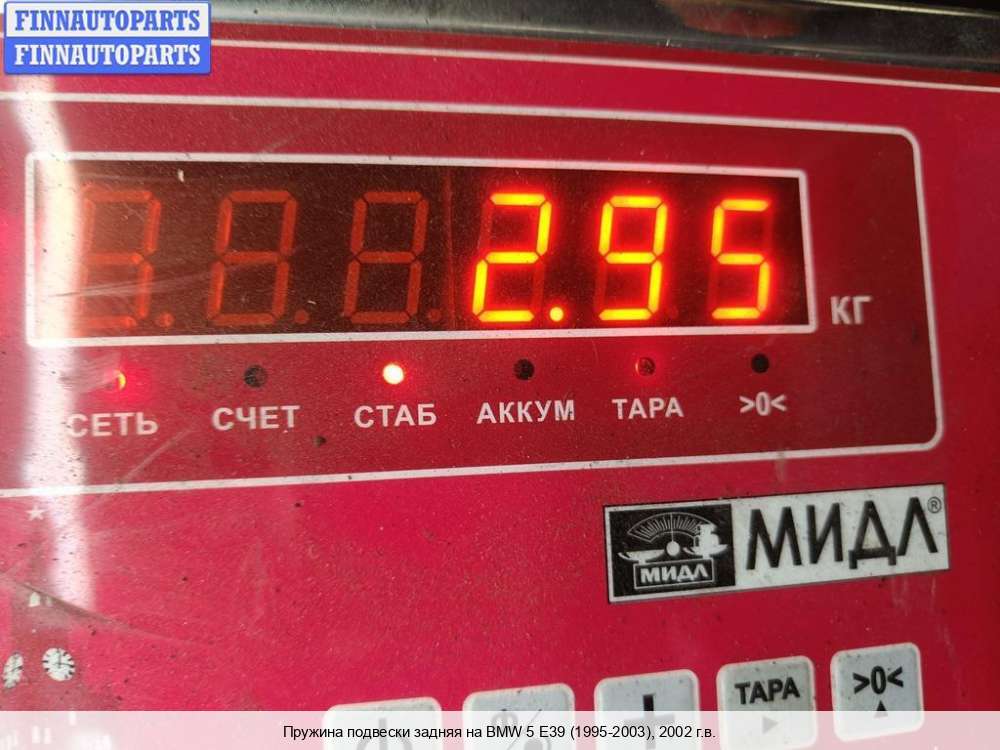 FINNAUTOPARTS
FINNAUTOPARTS
2.95
КГ
СЕТЬ СЧЕТ СТАБ АККУМ ТАРА >0<
МИДЛ МИДЛ®
ТАРА >0<
Пружина подвески задняя на BMW 5 E39 (1995-2003), 2002 г.в.